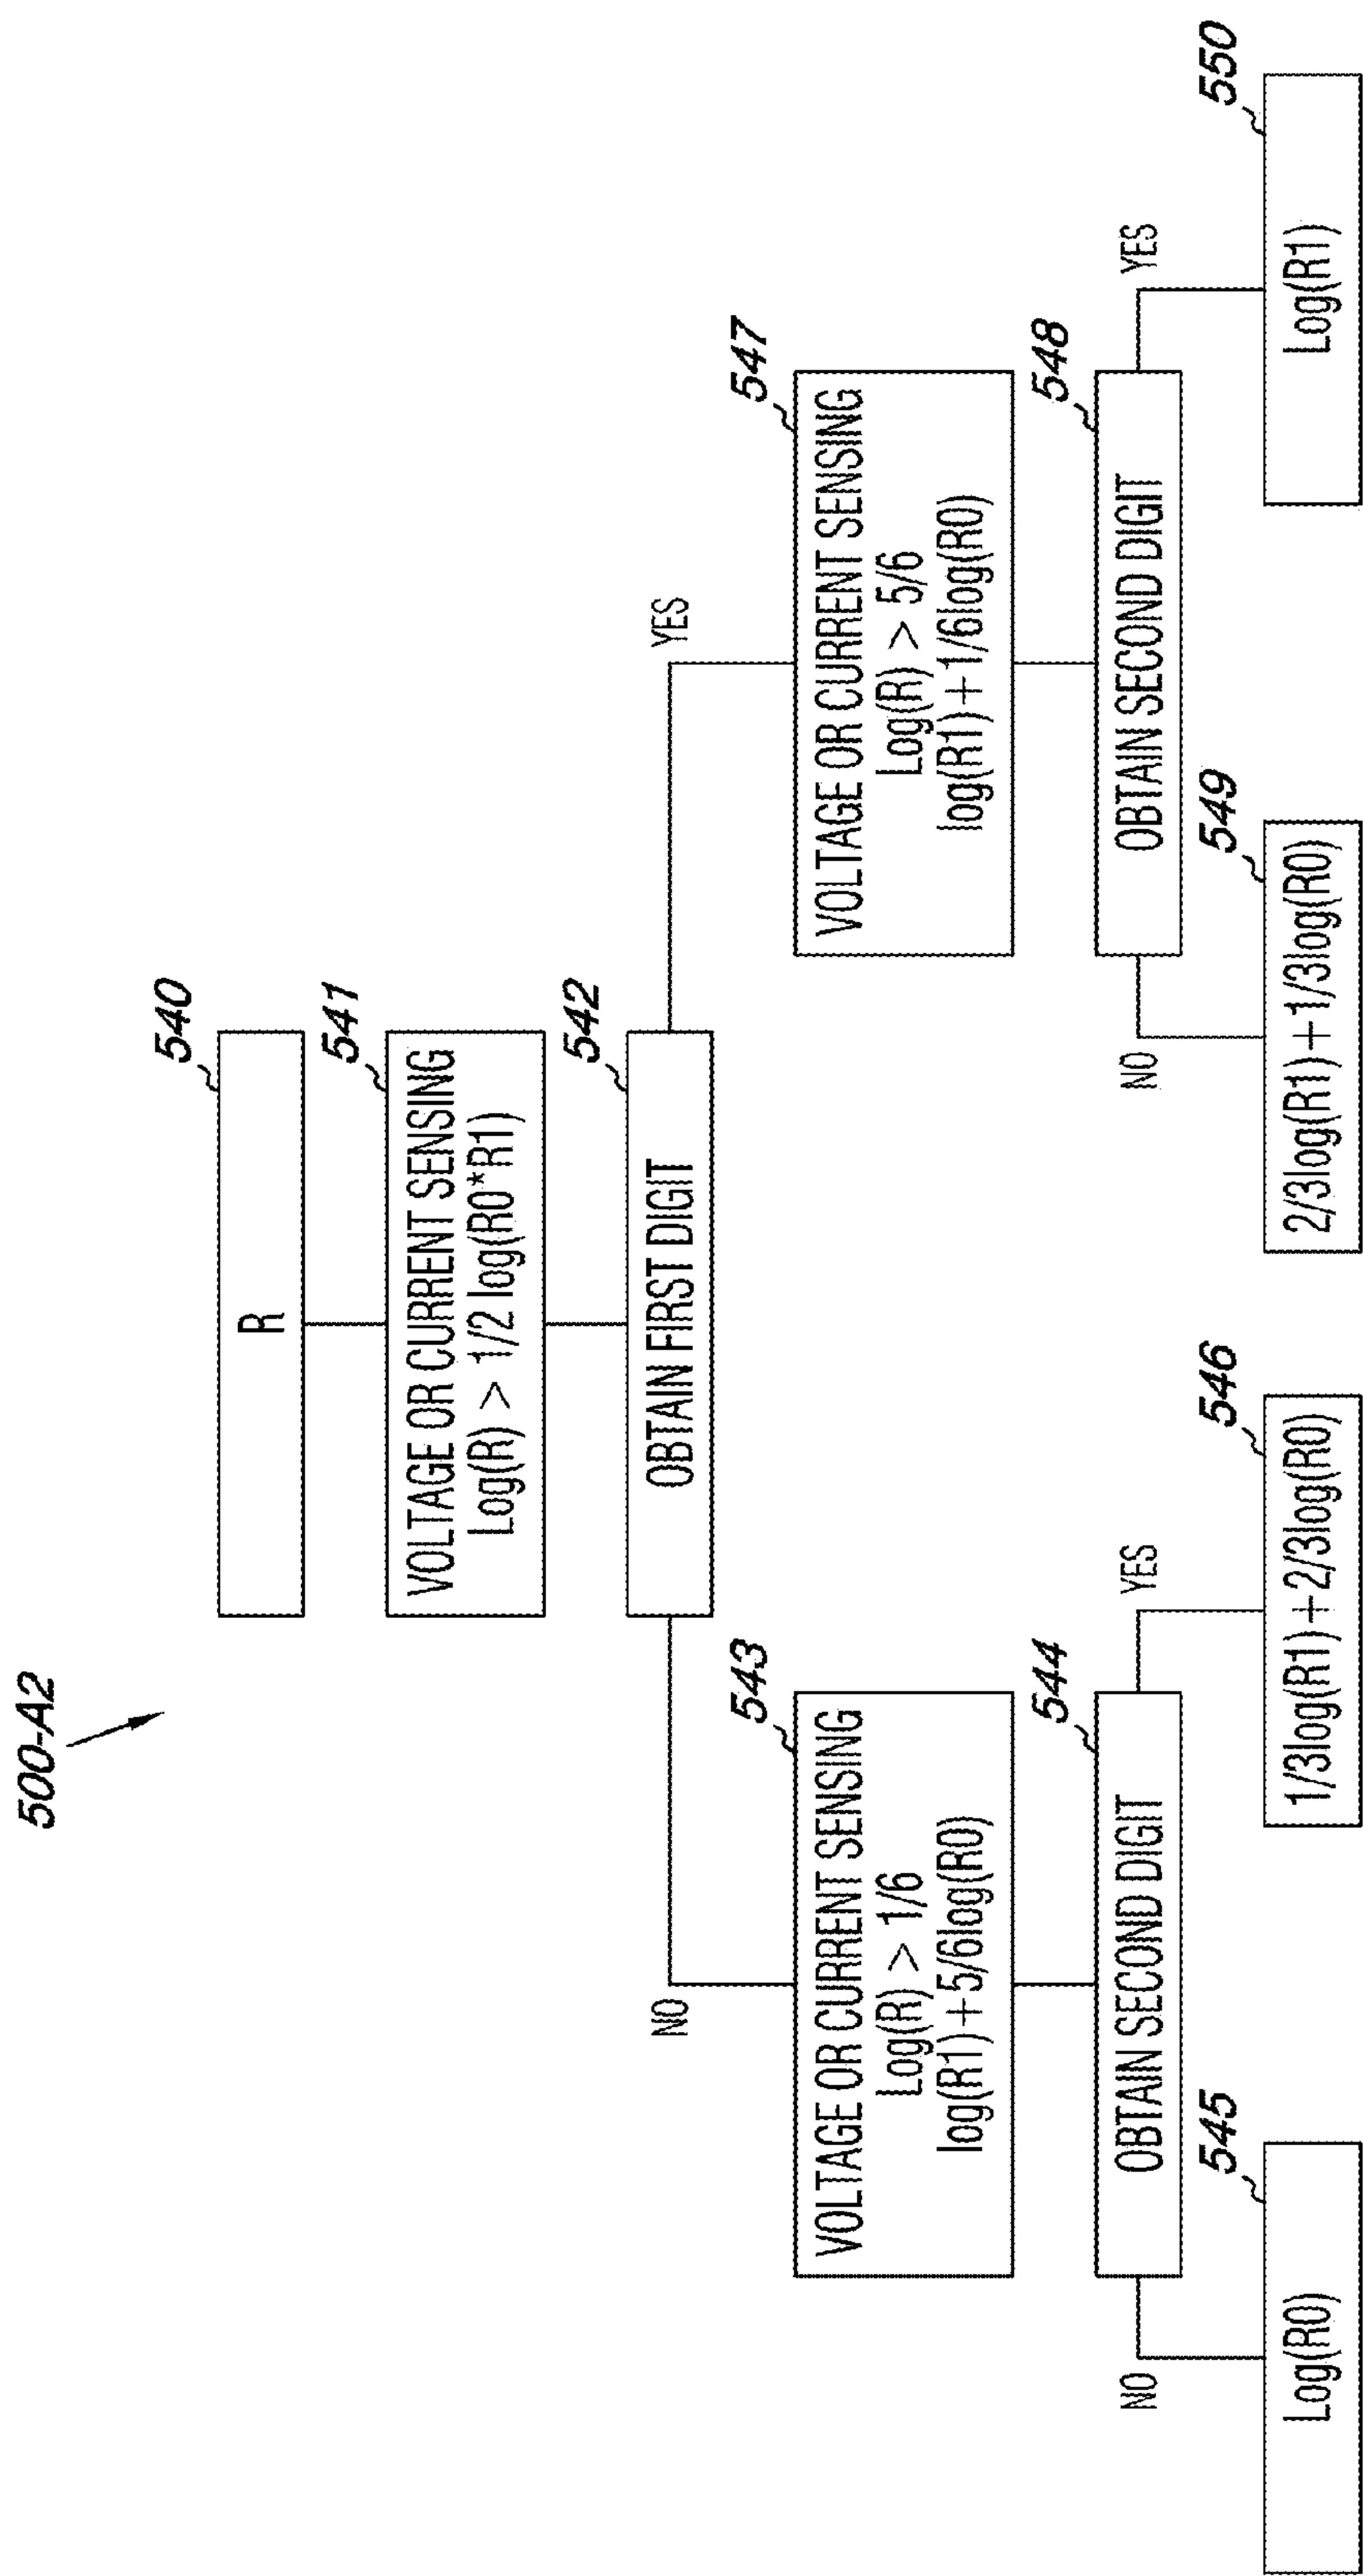 500-A2
540
R
541
VOLTAGE OR CURRENT SENSING
Log(R) > 1/2 log(R0*R1)
542
OBTAIN FIRST DIGIT
NO
YES
543
VOLTAGE OR CURRENT SENSING
Log(R) > 1/6
log(R1)+5/6log(R0)
547
VOLTAGE OR CURRENT SENSING
Log(R) > 5/6
log(R1)+1/6log(R0)
544
OBTAIN SECOND DIGIT
548
OBTAIN SECOND DIGIT
NO
YES
NO
YES
545
Log(R0)
546
1/3log(R1)+2/3log(R0)
549
2/3log(R1)+1/3log(R0)
550
Log(R1)